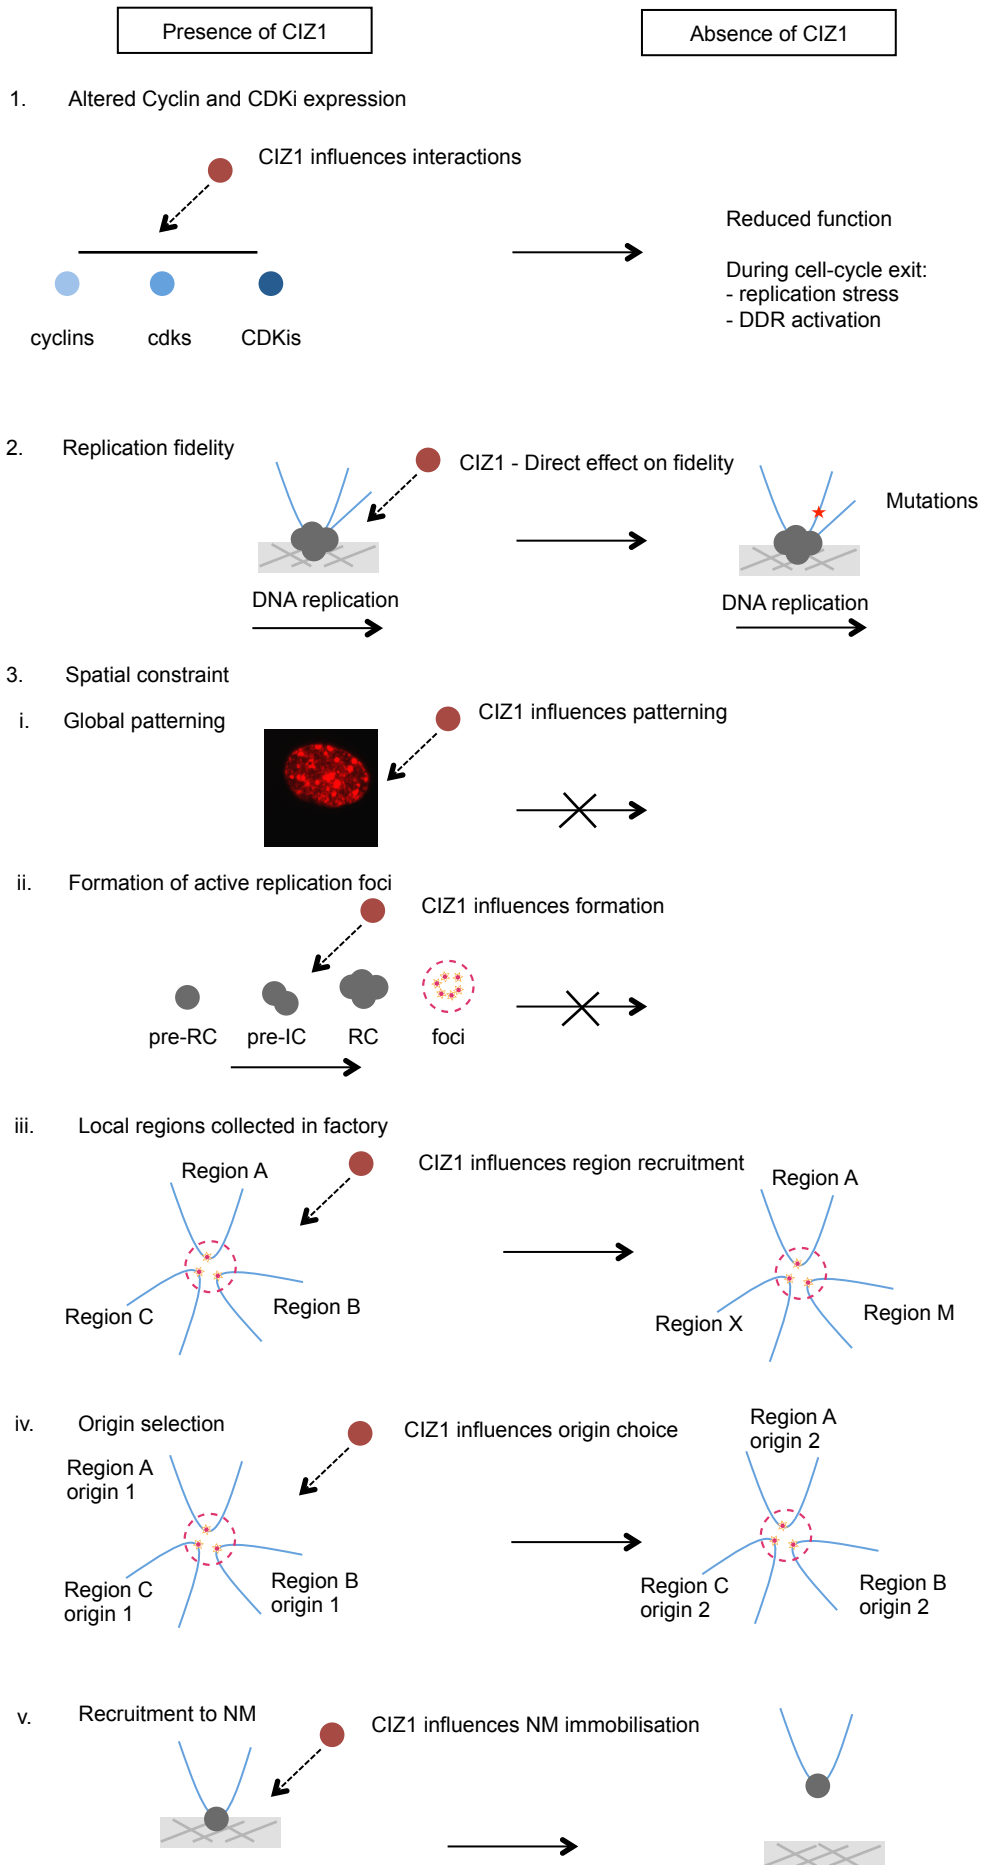 Presence of CIZ1
Absence of CIZ1
1. Altered Cyclin and CDKi expression
CIZ1 influences interactions
cyclins cdks CDKis
Reduced function
During cell-cycle exit:
- replication stress
- DDR activation
2. Replication fidelity
CIZ1 - Direct effect on fidelity
Mutations
DNA replication
DNA replication
3. Spatial constraint
i. Global patterning
CIZ1 influences patterning
ii. Formation of active replication foci
CIZ1 influences formation
pre-RC pre-IC RC foci
iii. Local regions collected in factory
CIZ1 influences region recruitment
Region A
Region C
Region B
Region A
Region X
Region M
iv. Origin selection
CIZ1 influences origin choice
Region A
origin 1
Region C
origin 1
Region B
origin 1
Region A
origin 2
Region C
origin 2
Region B
origin 2
v. Recruitment to NM
CIZ1 influences NM immobilisation